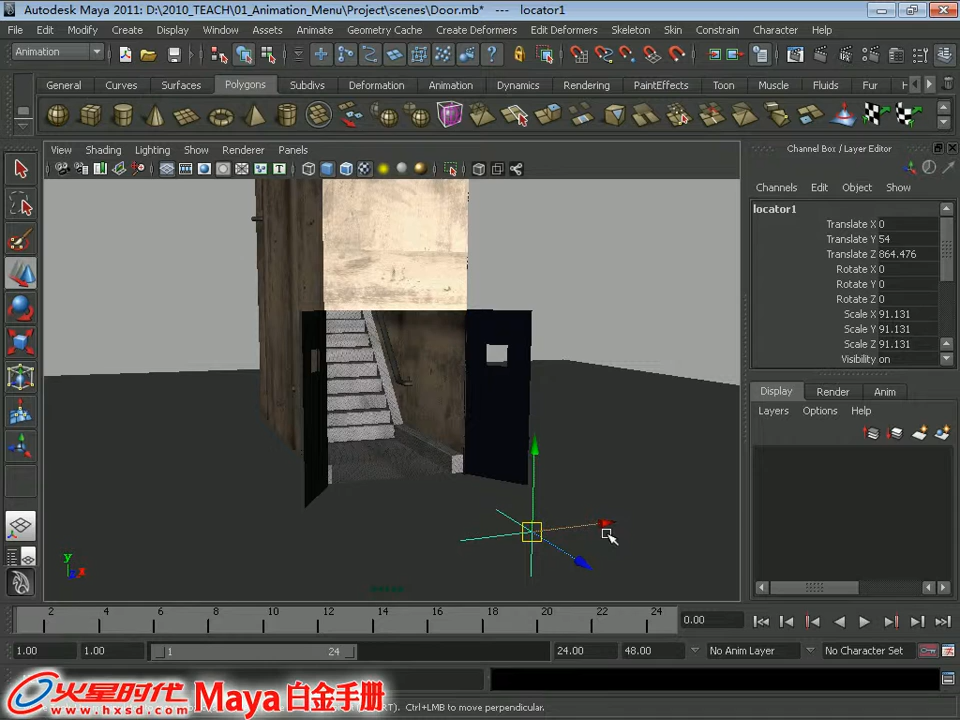 Autodesk Maya 2011: D:\2010_TEACH\01_Animation_Menu\Project\scenes\Door.mb* --- locator1
File Edit Modify Create Display Window Assets Animate Geometry Cache Create Deformers Edit Deformers Skeleton Skin Constrain Character Help
Animation
General Curves Surfaces Polygons Subdivs Deformation Animation Dynamics Rendering PaintEffects Toon Muscle Fluids Fur
View Shading Lighting Show Renderer Panels
Channel Box / Layer Editor
Channels Edit Object Show
locator1
Translate X 0
Translate Y 54
Translate Z 864.476
Rotate X 0
Rotate Y 0
Rotate Z 0
Scale X 91.131
Scale Y 91.131
Scale Z 91.131
Visibility on
Display Render Anim
Layers Options Help
y
2 4 6 8 10 12 14 16 18 20 22 24 0.00
1.00 1.00 1 24 24.00 48.00 No Anim Layer No Character Set
火星时代 Maya 白金手册
www.hxsd.com
Ctrl+LMB to move perpendicular.